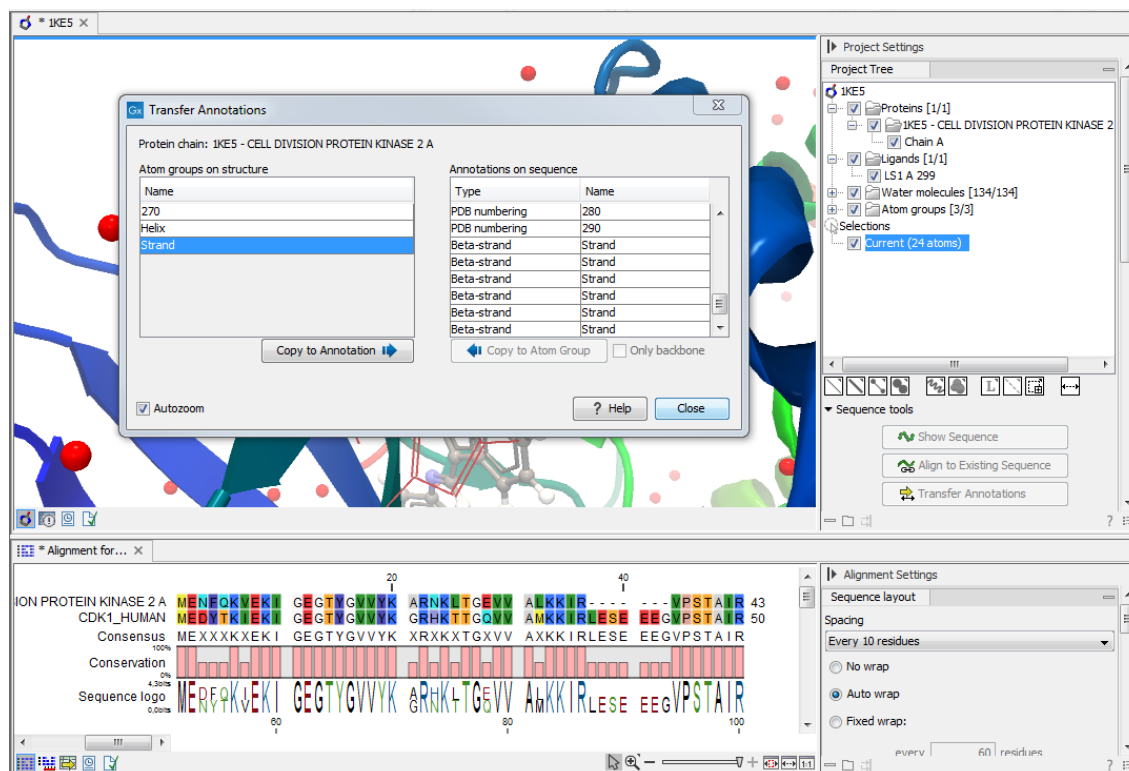 * 1KE5
Project Settings
Project Tree
1KE5
Proteins [1/1]
1KE5 - CELL DIVISION PROTEIN KINASE 2
Chain A
Ligands [1/1]
LS1 A 299
Water molecules [134/134]
Atom groups [3/3]
Selections
Current (24 atoms)
Gx Transfer Annotations
Protein chain: 1KE5 - CELL DIVISION PROTEIN KINASE 2 A
Atom groups on structure
Name
270
Helix
Strand
Copy to Annotation
Annotations on sequence
Type Name
PDB numbering 280
PDB numbering 290
Beta-strand Strand
Beta-strand Strand
Beta-strand Strand
Beta-strand Strand
Beta-strand Strand
Beta-strand Strand
Copy to Atom Group Only backbone
Autozoom
? Help Close
Sequence tools
Show Sequence
Align to Existing Sequence
Transfer Annotations
* Alignment for...
20 40
ION PROTEIN KINASE 2 A MENFQKVEKI GEGTYGVVYK ARNKLTGEVV ALKKIR---- ---VPSTAIR 43
CDK1_HUMAN MEDYTKIEKI GEGTYGVVYK GRHKTTGQVV AMKKIRLESE EEGVPSTAIR 50
Consensus MEXXXKXEKI GEGTYGVVYK XRXKXTGXVV AXKKIRLESE EEGVPSTAIR
100%
Conservation
0%
4,3bits
Sequence logo
0,0bits
60 80 100
Alignment Settings
Sequence layout
Spacing
Every 10 residues
No wrap
Auto wrap
Fixed wrap:
every 60 residues
1:1